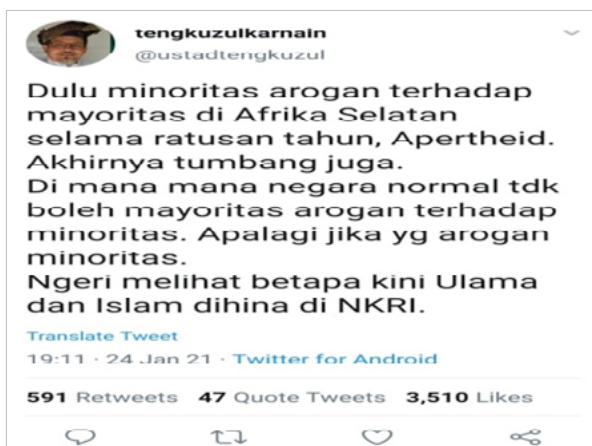 tengkuzulkarnain
@ustadtengkuzul
Dulu minoritas arogan terhadap
mayoritas di Afrika Selatan
selama ratusan tahun, Apertheid.
Akhirnya tumbang juga.
Di mana mana negara normal tdk
boleh mayoritas arogan terhadap
minoritas. Apalagi jika yg arogan
minoritas.
Ngeri melihat betapa kini Ulama
dan Islam dihina di NKRI.
Translate Tweet
19:11 · 24 Jan 21 · Twitter for Android
591 Retweets 47 Quote Tweets 3,510 Likes